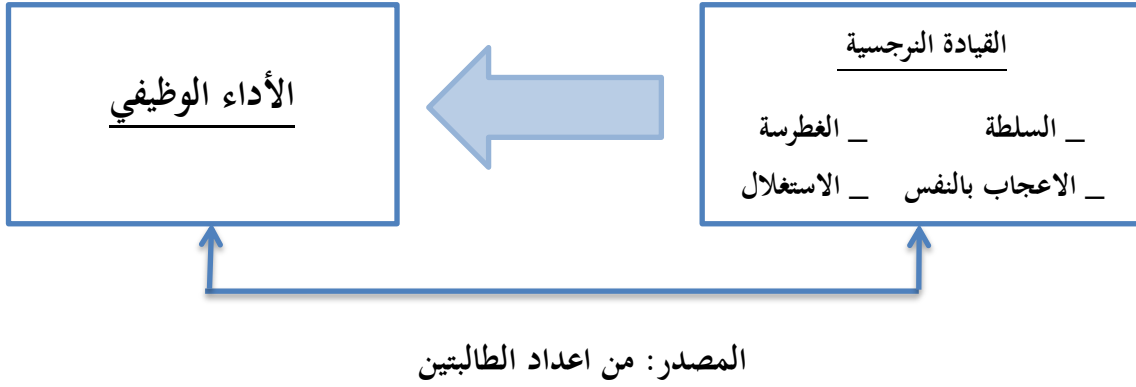 القيادة النرجسية
_ السلطة _ الغطرسة
_ الاعجاب بالنفس _ الاستغلال
الأداء الوظيفي
المصدر: من اعداد الطالبتين